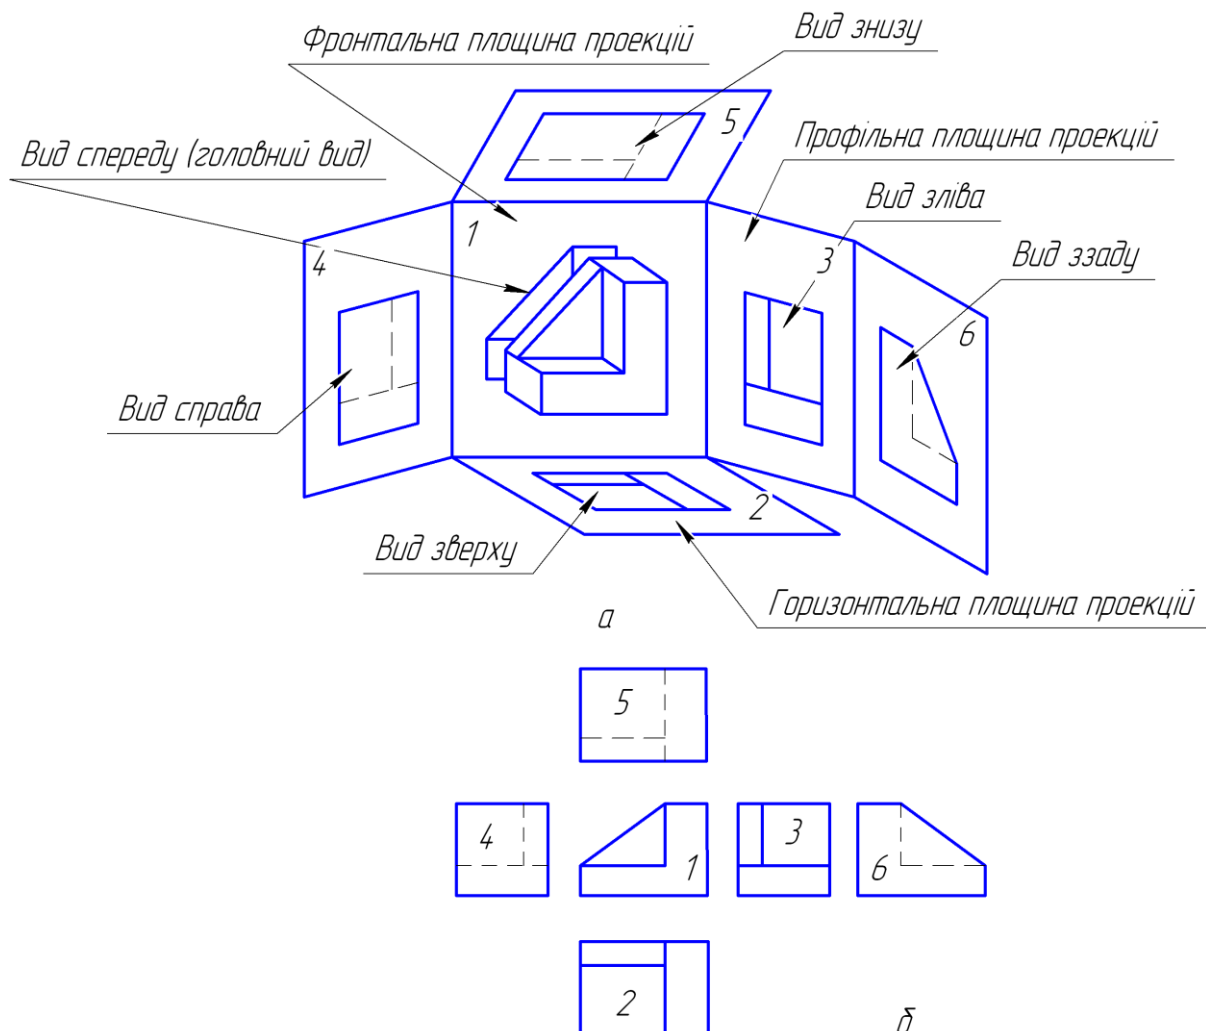 Фронтальна площина проекцій
Вид знизу
5
Профільна площина проекцій
Вид спереду (головний вид)
Вид зліва
1
4
3
Вид ззаду
6
Вид справа
2
Вид зверху
Горизонтальна площина проекцій
а
5
4
1
3
6
2
б